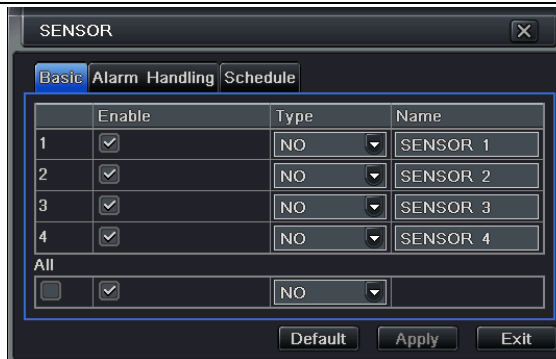 SENSOR
Basic Alarm Handling Schedule
Enable Type Name
1 NO SENSOR 1
2 NO SENSOR 2
3 NO SENSOR 3
4 NO SENSOR 4
All
NO
Default Apply Exit